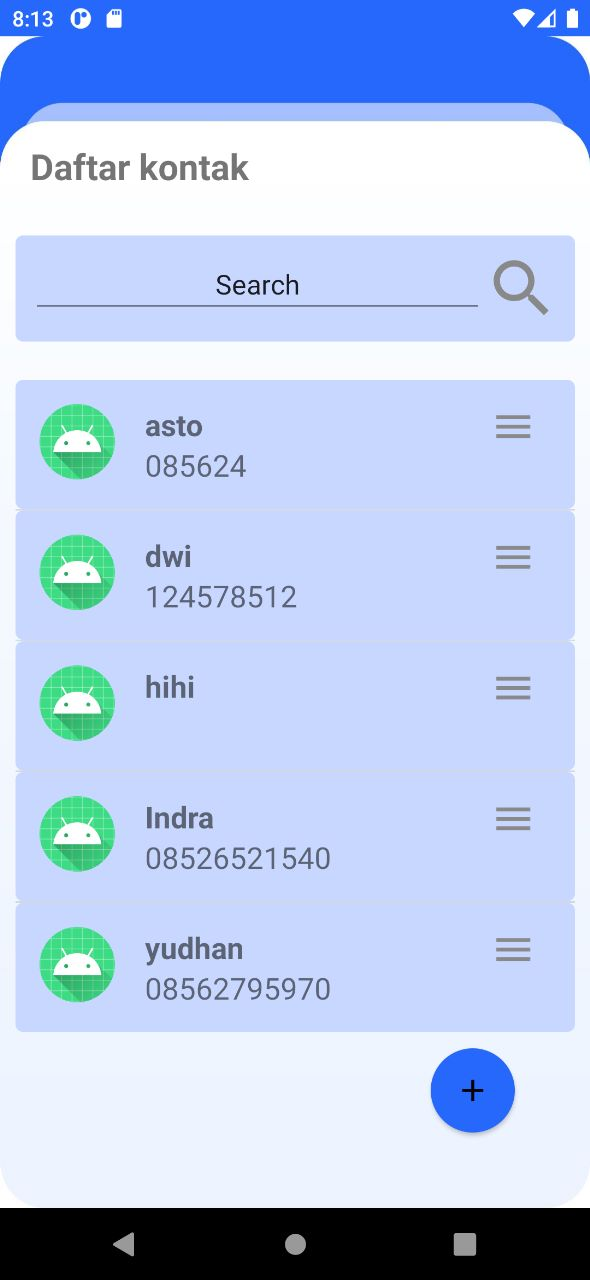 8:13
Daftar kontak
Search
asto
085624
dwi
124578512
hihi
Indra
08526521540
yudhan
08562795970